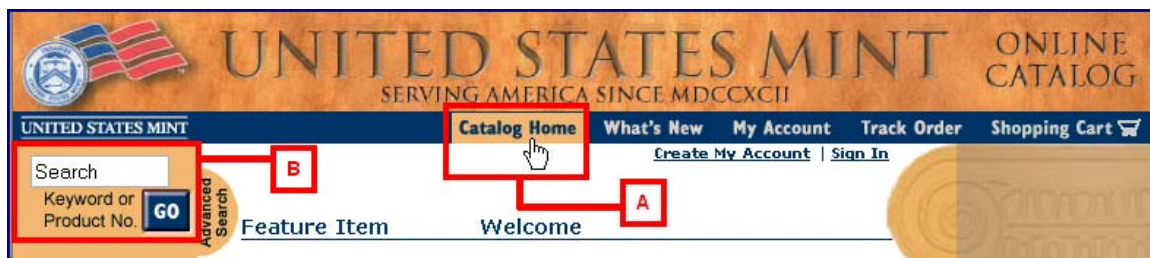 UNITED STATES MINT
SERVING AMERICA SINCE MDCCXCII
ONLINE
CATALOG
UNITED STATES MINT
Catalog Home What's New My Account Track Order Shopping Cart
Create My Account | Sign In
Search
B
Keyword or
Product No.
GO
Advanced
Search
A
Feature Item Welcome